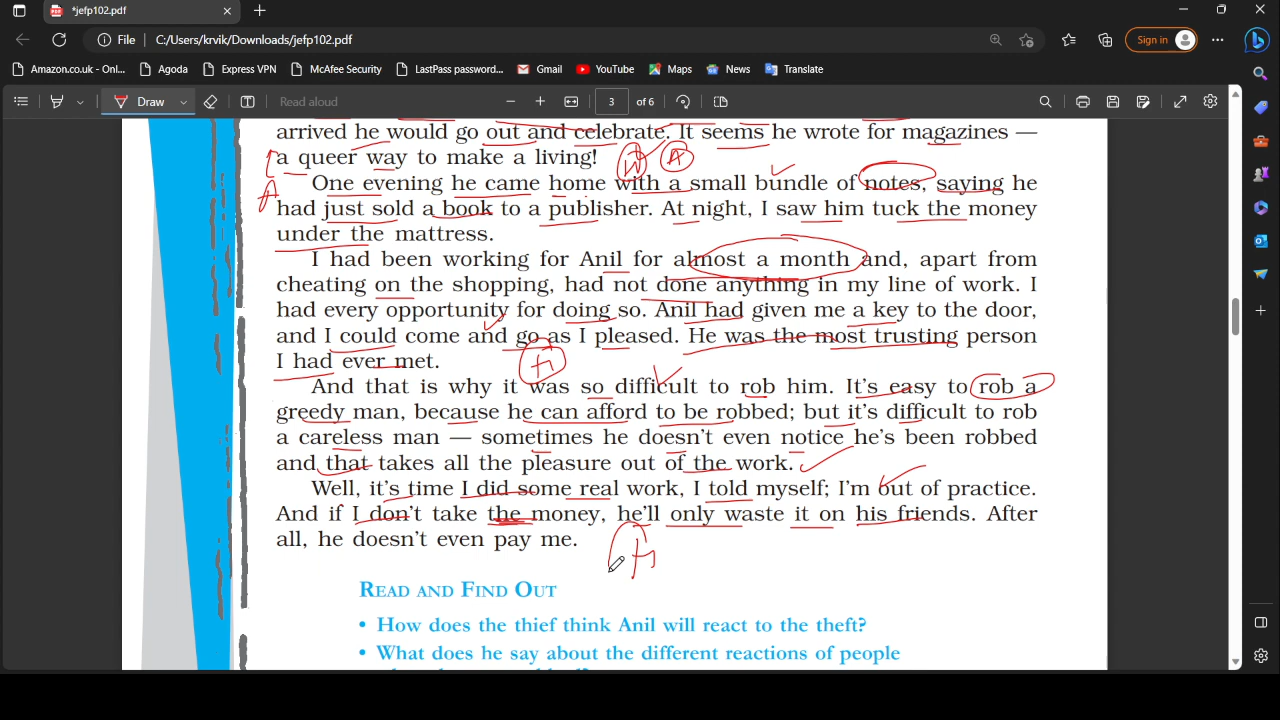 *jefp102.pdf
File C:/Users/krvik/Downloads/jefp102.pdf Sign in
Amazon.co.uk - Onl... Agoda Express VPN McAfee Security LastPass password... Gmail YouTube Maps News Translate
Draw Read aloud 3 of 6
arrived he would go out and celebrate. It seems he wrote for magazines —
a queer way to make a living!
One evening he came home with a small bundle of notes, saying he
had just sold a book to a publisher. At night, I saw him tuck the money
under the mattress.
I had been working for Anil for almost a month and, apart from
cheating on the shopping, had not done anything in my line of work. I
had every opportunity for doing so. Anil had given me a key to the door,
and I could come and go as I pleased. He was the most trusting person
I had ever met.
And that is why it was so difficult to rob him. It's easy to rob a
greedy man, because he can afford to be robbed; but it's difficult to rob
a careless man — sometimes he doesn't even notice he's been robbed
and that takes all the pleasure out of the work.
Well, it's time I did some real work, I told myself; I'm out of practice.
And if I don't take the money, he'll only waste it on his friends. After
all, he doesn't even pay me.
READ AND FIND OUT
• How does the thief think Anil will react to the theft?
• What does he say about the different reactions of people